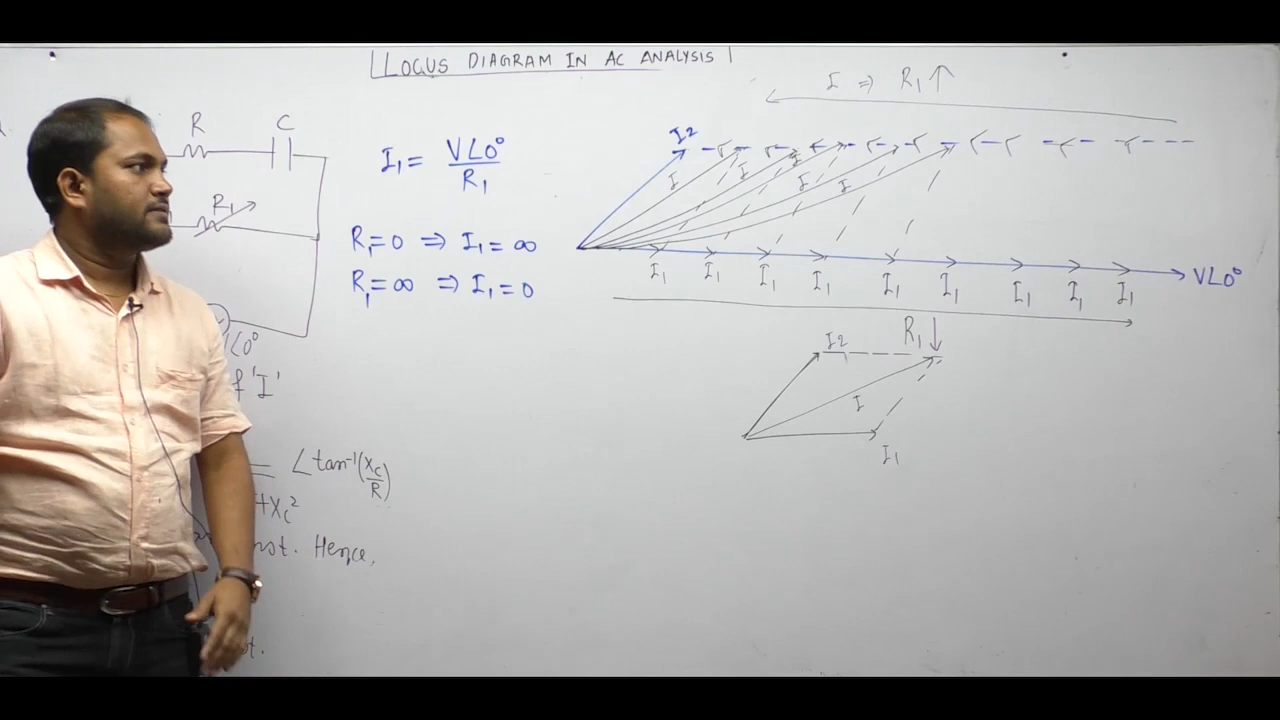 LOCUS DIAGRAM IN AC ANALYSIS
I ⇒ R₁↑
R C
R₁
I₁ = V∠0° / R₁
R₁=0 ⇒ I₁ = ∞
R₁=∞ ⇒ I₁ = 0
I2
I I I I I
I₁ I₁ I₁ I₁ I₁ I₁ I₁ I₁ I₁ V∠0°
R₁↓
∠0°
I2
I
I₁
f 'I'
= ∠tan⁻¹(Xc/R)
+Xc²
nst. Hence,
t.